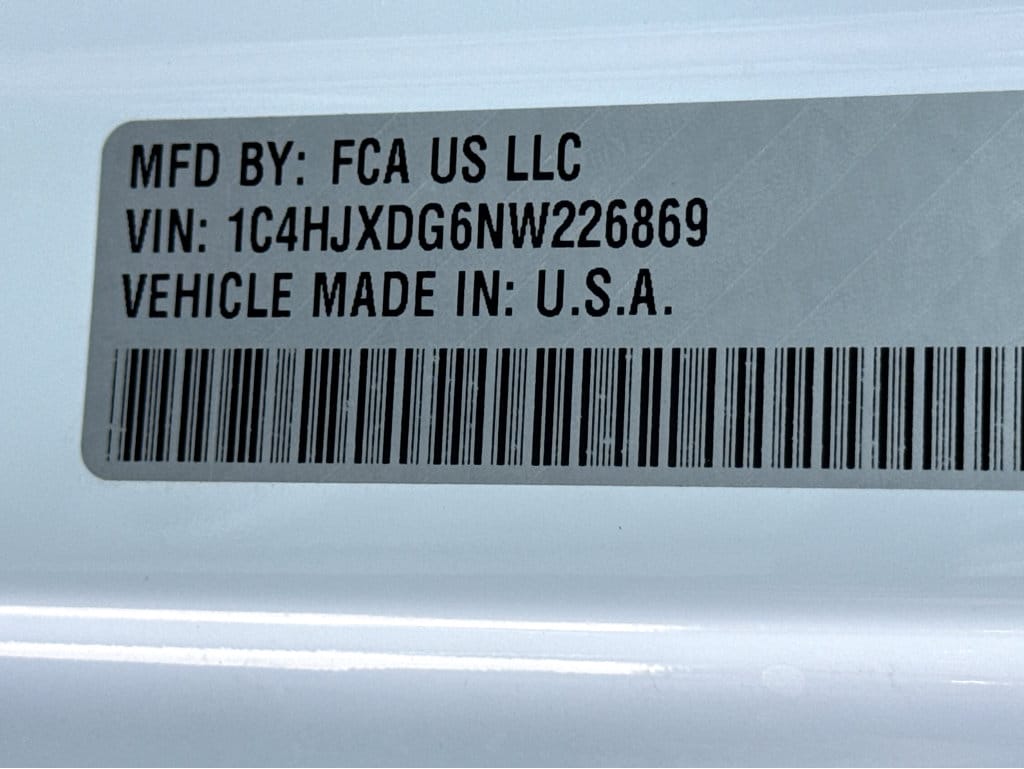 MFD BY: FCA US LLC
VIN: 1C4HJXDG6NW226869
VEHICLE MADE IN: U.S.A.